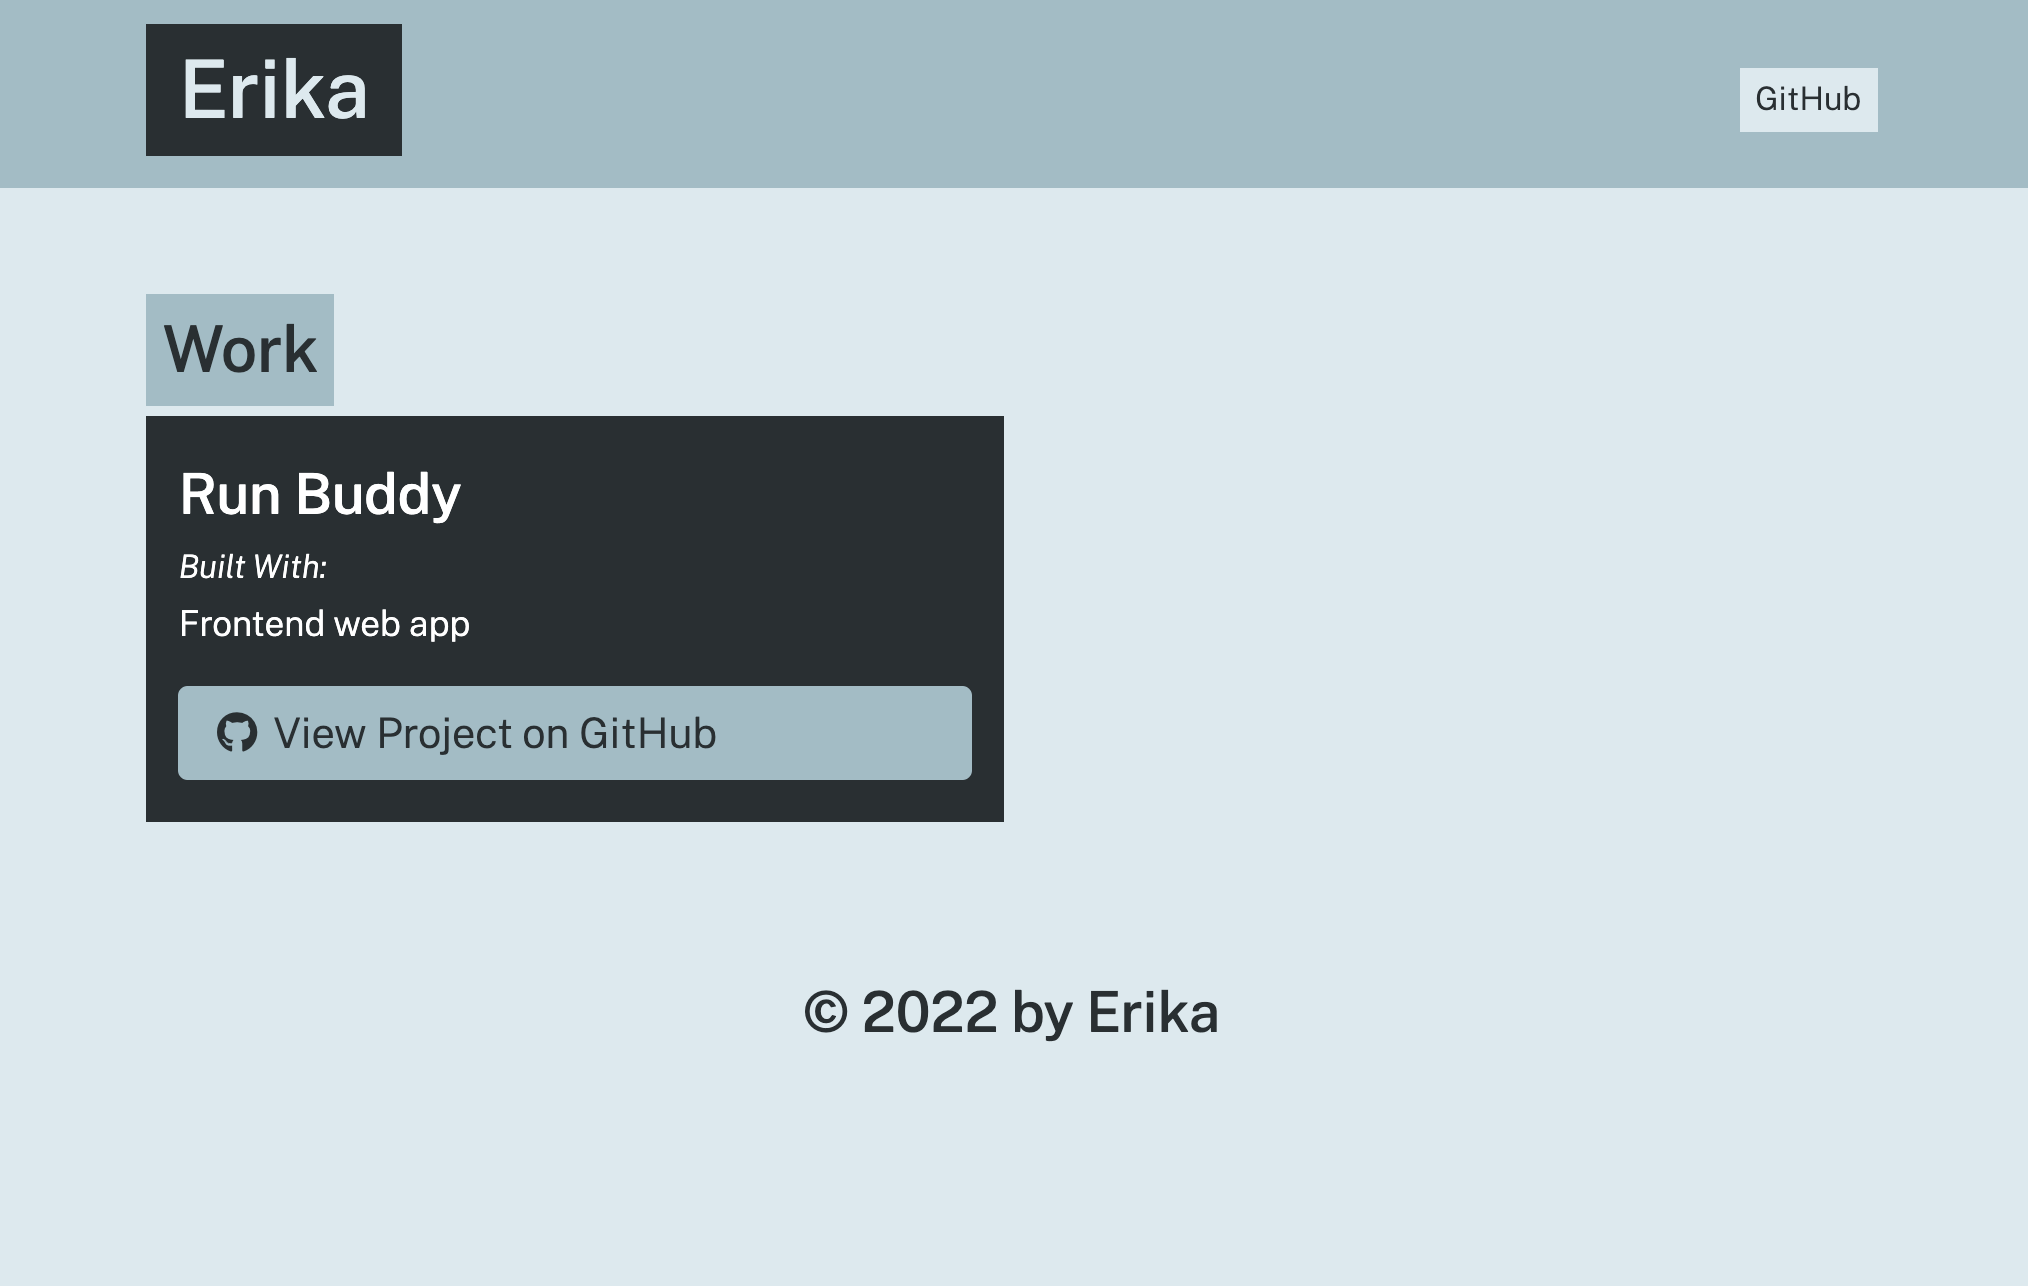 Erika
GitHub
Work
Run Buddy
Built With:
Frontend web app
View Project on GitHub
© 2022 by Erika